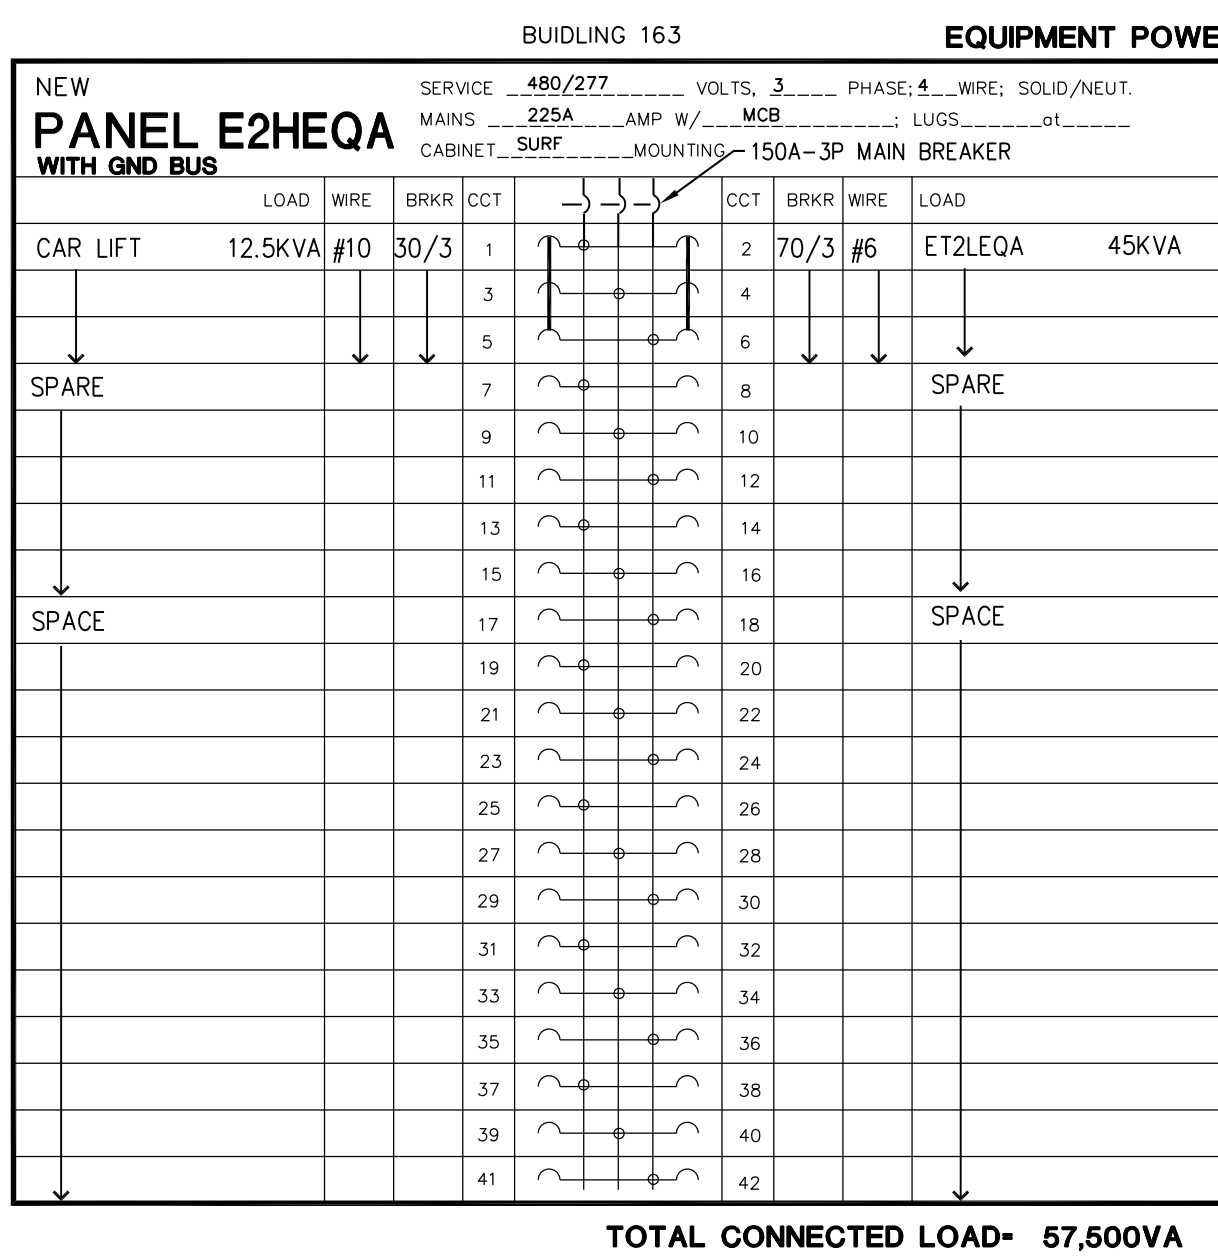 BUIDLING 163 EQUIPMENT POWE
NEW
PANEL E2HEQA
WITH GND BUS
SERVICE 480/277 VOLTS, 3 PHASE; 4 WIRE; SOLID/NEUT.
MAINS 225A AMP W/ MCB ; LUGS at
CABINET SURF MOUNTING 150A-3P MAIN BREAKER
LOAD WIRE BRKR CCT CCT BRKR WIRE LOAD
CAR LIFT 12.5KVA #10 30/3 1 2 70/3 #6 ET2LEQA 45KVA
3 4
5 6
SPARE 7 8 SPARE
9 10
11 12
13 14
15 16
SPACE 17 18 SPACE
19 20
21 22
23 24
25 26
27 28
29 30
31 32
33 34
35 36
37 38
39 40
41 42
TOTAL CONNECTED LOAD= 57,500VA